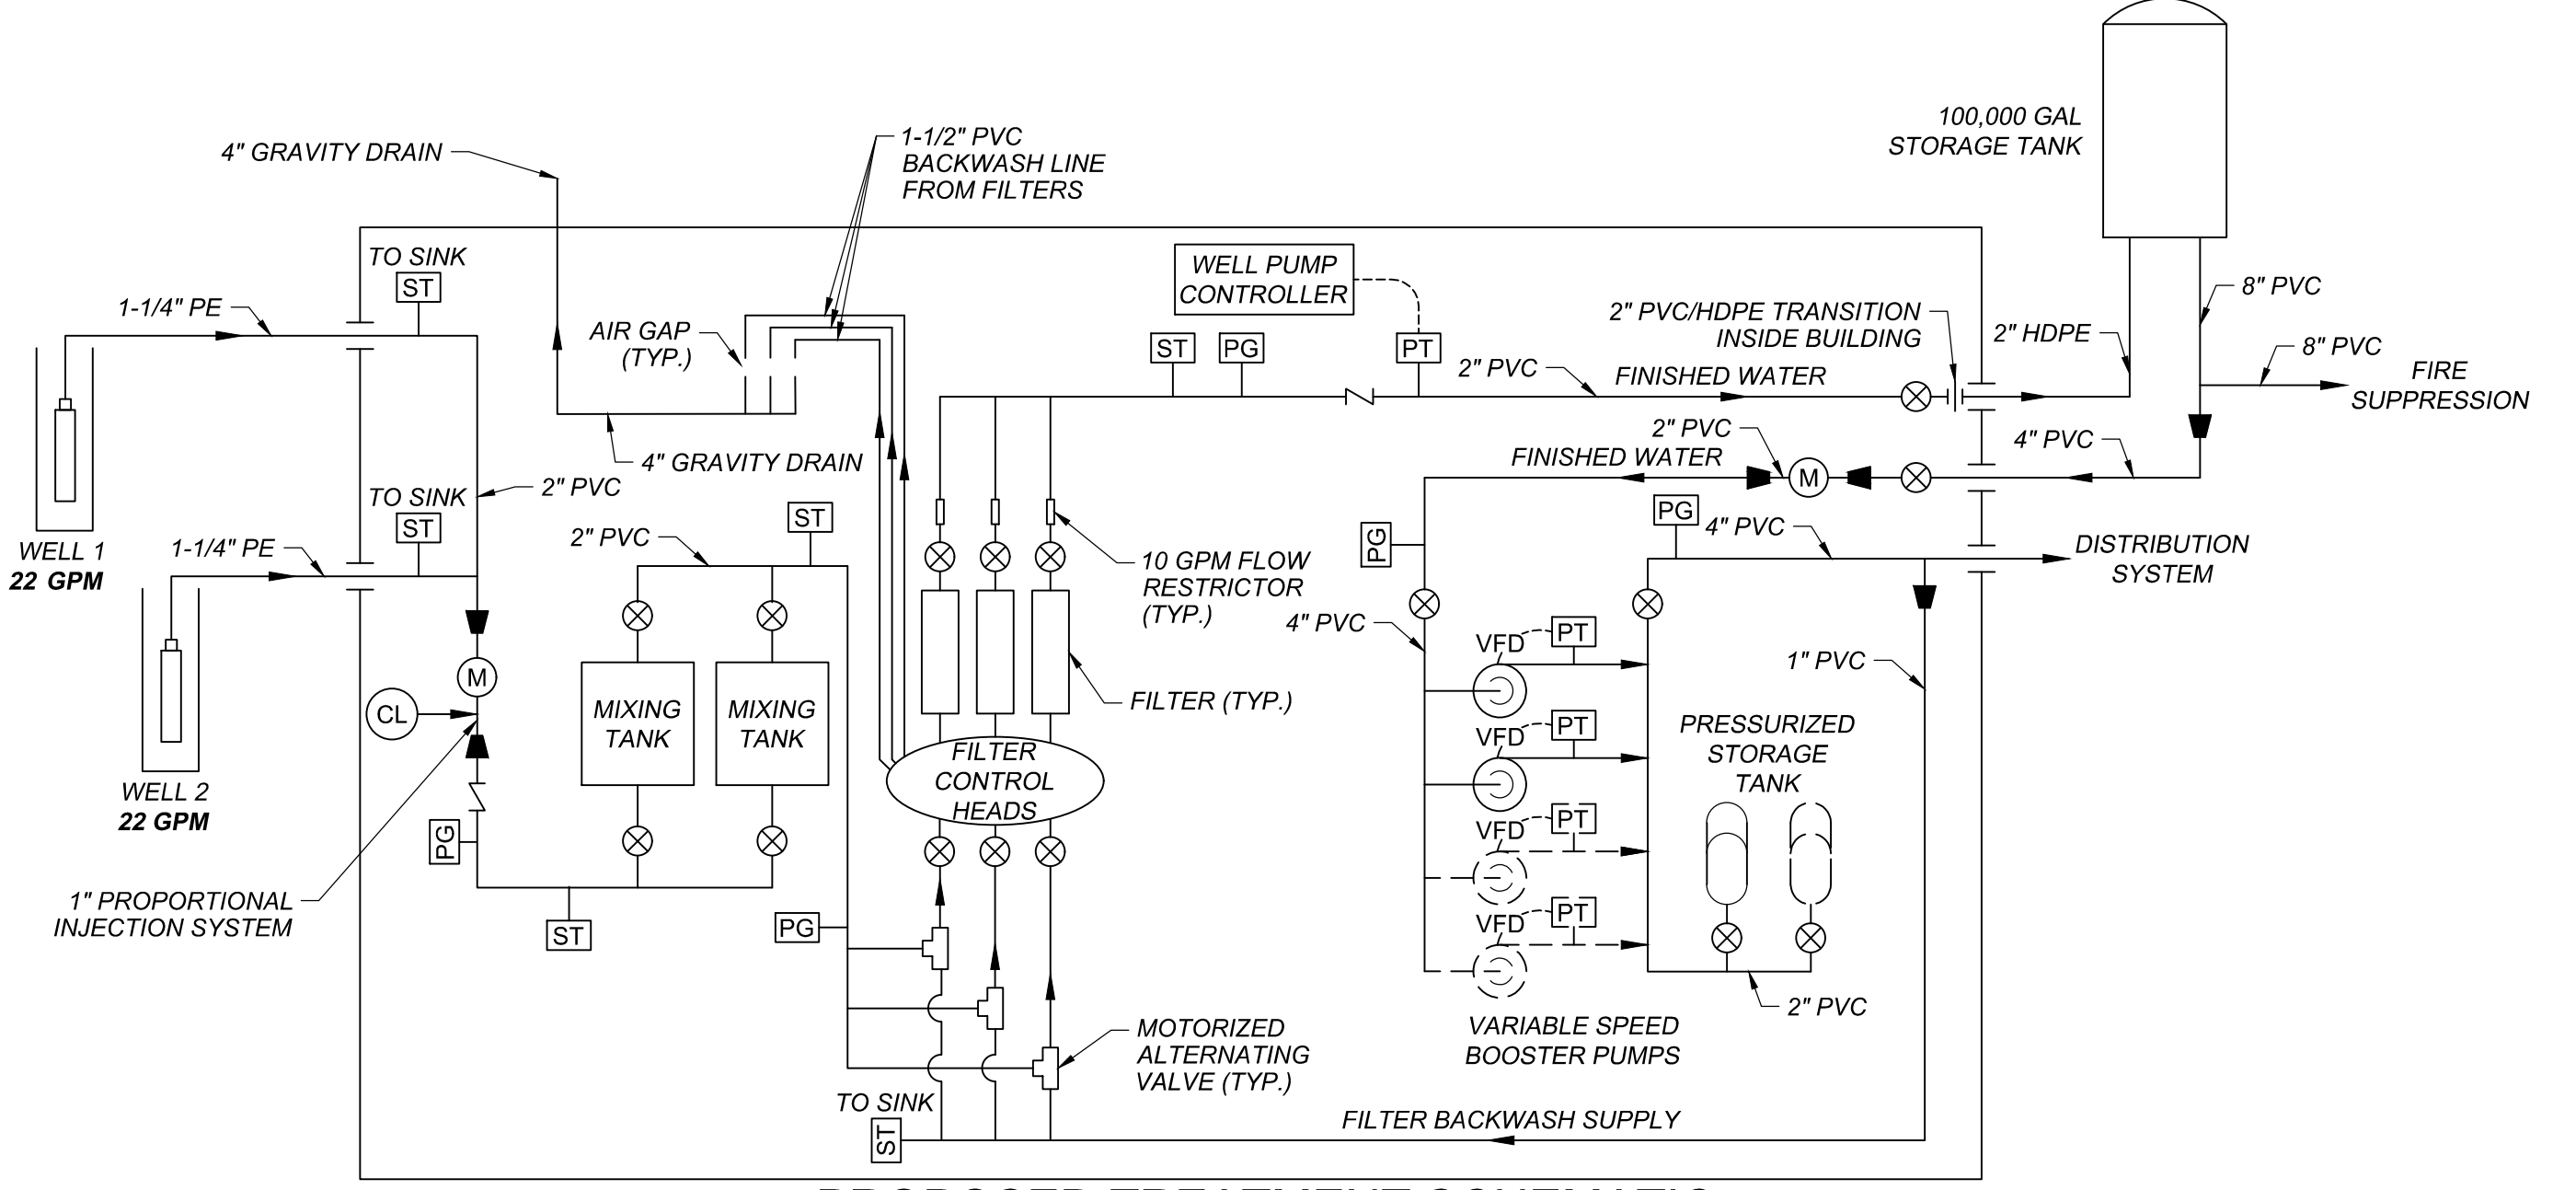 100,000 GAL
STORAGE TANK
4" GRAVITY DRAIN
1-1/2" PVC
BACKWASH LINE
FROM FILTERS
TO SINK
ST
1-1/4" PE
AIR GAP
(TYP.)
WELL PUMP
CONTROLLER
ST
PG
PT
2" PVC
FINISHED WATER
2" PVC/HDPE TRANSITION
INSIDE BUILDING
2" HDPE
8" PVC
8" PVC
FIRE
SUPPRESSION
4" GRAVITY DRAIN
2" PVC
FINISHED WATER
M
4" PVC
TO SINK
ST
2" PVC
WELL 1
22 GPM
1-1/4" PE
2" PVC
ST
10 GPM FLOW
RESTRICTOR
(TYP.)
PG
PG
4" PVC
DISTRIBUTION
SYSTEM
4" PVC
VFD
PT
1" PVC
M
CL
MIXING
TANK
MIXING
TANK
FILTER (TYP.)
FILTER
CONTROL
HEADS
VFD
PT
PRESSURIZED
STORAGE
TANK
WELL 2
22 GPM
PG
VFD
PT
1" PROPORTIONAL
INJECTION SYSTEM
ST
PG
VFD
PT
2" PVC
VARIABLE SPEED
BOOSTER PUMPS
MOTORIZED
ALTERNATING
VALVE (TYP.)
TO SINK
ST
FILTER BACKWASH SUPPLY